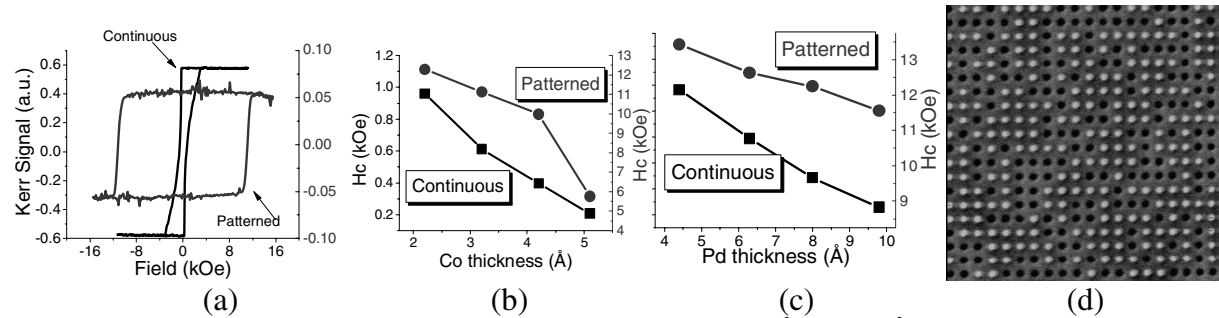 Continuous
Patterned
Kerr Signal (a.u.)
0.6
0.4
0.2
0.0
-0.2
-0.4
-0.6
0.10
0.05
0.00
-0.05
-0.10
-16
-8
0
8
16
Field (kOe)
(a)
Patterned
Continuous
Hc (kOe)
1.2
1.0
0.8
0.6
0.4
0.2
13
12
11
10
9
8
7
6
5
4
Hc (kOe)
2
3
4
5
Co thickness (Å)
(b)
Patterned
Continuous
13
12
11
10
9
Hc (kOe)
4
5
6
7
8
9
10
Pd thickness (Å)
(c)
(d)